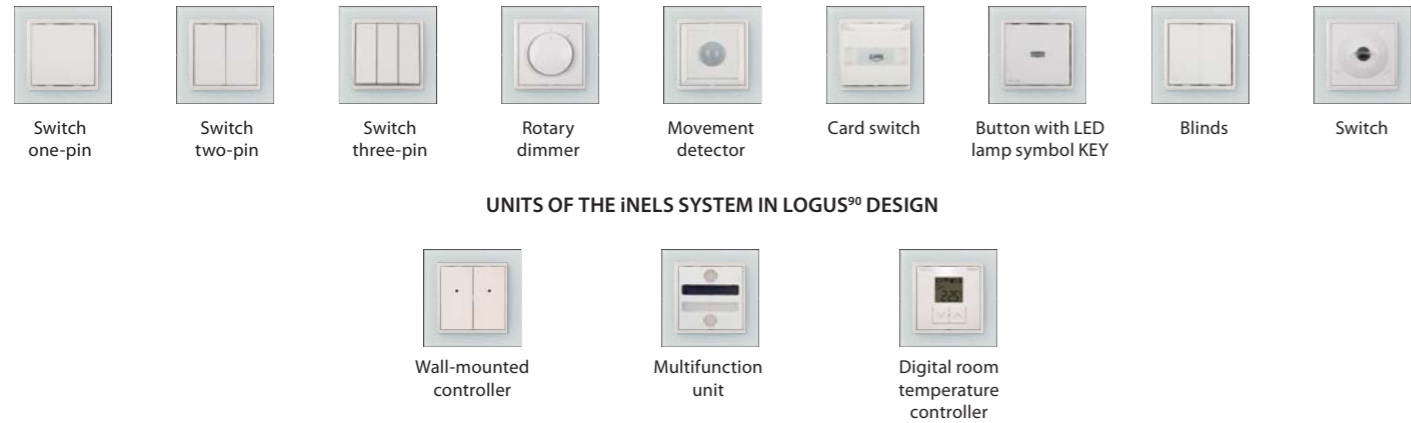 Switch
one-pin
Switch
two-pin
Switch
three-pin
Rotary
dimmer
Movement
detector
Card switch
Button with LED
lamp symbol KEY
Blinds
Switch
UNITS OF THE iNELS SYSTEM IN LOGUS⁹⁰ DESIGN
Wall-mounted
controller
Multifunction
unit
22.5
Digital room
temperature
controller